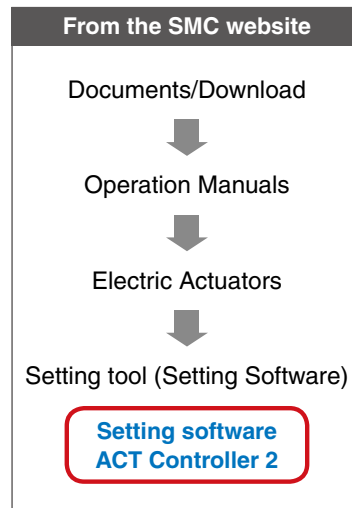 From the SMC website
Documents/Download
Operation Manuals
Electric Actuators
Setting tool (Setting Software)
Setting software
ACT Controller 2